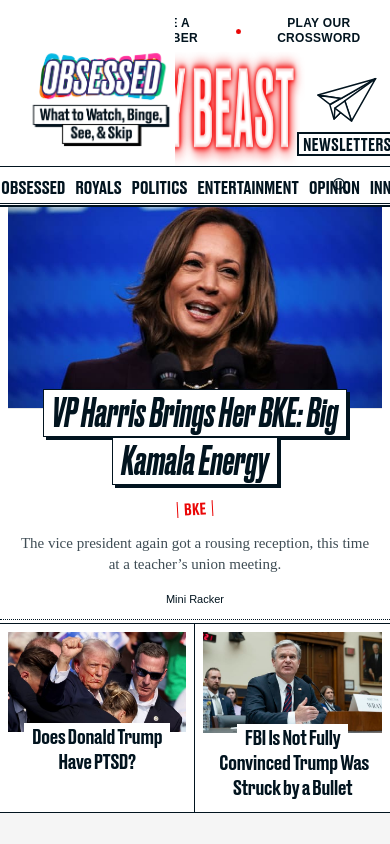 E A
BER
PLAY OUR
CROSSWORD
OBSESSED
What to Watch, Binge,
See, & Skip
Y BEAST
NEWSLETTERS
OBSESSED ROYALS POLITICS ENTERTAINMENT OPINION INN
VP Harris Brings Her BKE: Big
Kamala Energy
BKE
The vice president again got a rousing reception, this time
at a teacher’s union meeting.
Mini Racker
Does Donald Trump
Have PTSD?
FBI Is Not Fully
Convinced Trump Was
Struck by a Bullet